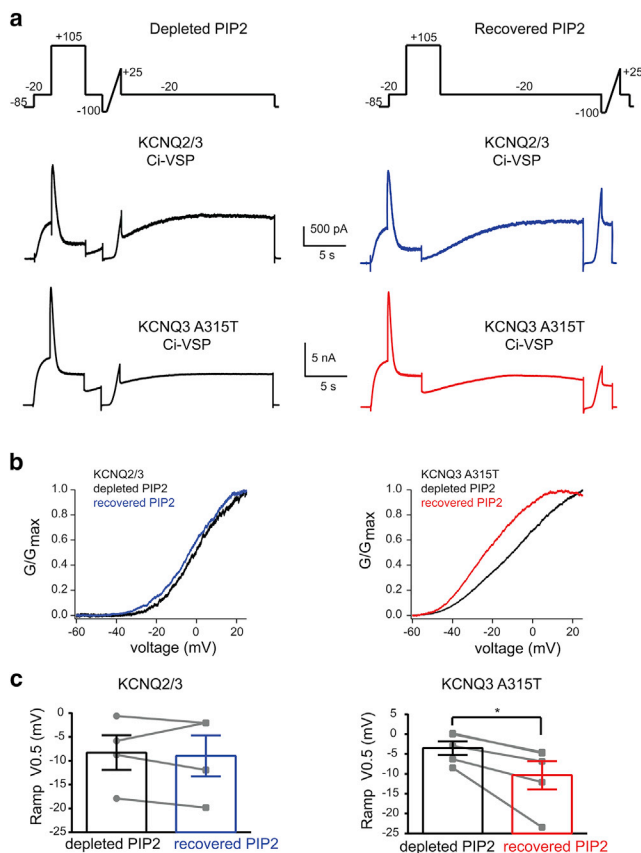 a
Depleted PIP2
Recovered PIP2
+105
-20
-85
-100
+25
-20
+105
-20
-85
-20
-100
+25
KCNQ2/3
Ci-VSP
KCNQ2/3
Ci-VSP
500 pA
5 s
KCNQ3 A315T
Ci-VSP
KCNQ3 A315T
Ci-VSP
5 nA
5 s
b
KCNQ2/3
depleted PIP2
recovered PIP2
G/Gmax
1.0
0.8
0.6
0.4
0.2
0.0
-60 -40 -20 0 20
voltage (mV)
KCNQ3 A315T
depleted PIP2
recovered PIP2
G/Gmax
1.0
0.8
0.6
0.4
0.2
0.0
-60 -40 -20 0 20
voltage (mV)
c
KCNQ2/3
Ramp V0.5 (mV)
0
-5
-10
-15
-20
-25
depleted PIP2 recovered PIP2
KCNQ3 A315T
*
Ramp V0.5 (mV)
5
0
-5
-10
-15
-20
-25
depleted PIP2 recovered PIP2